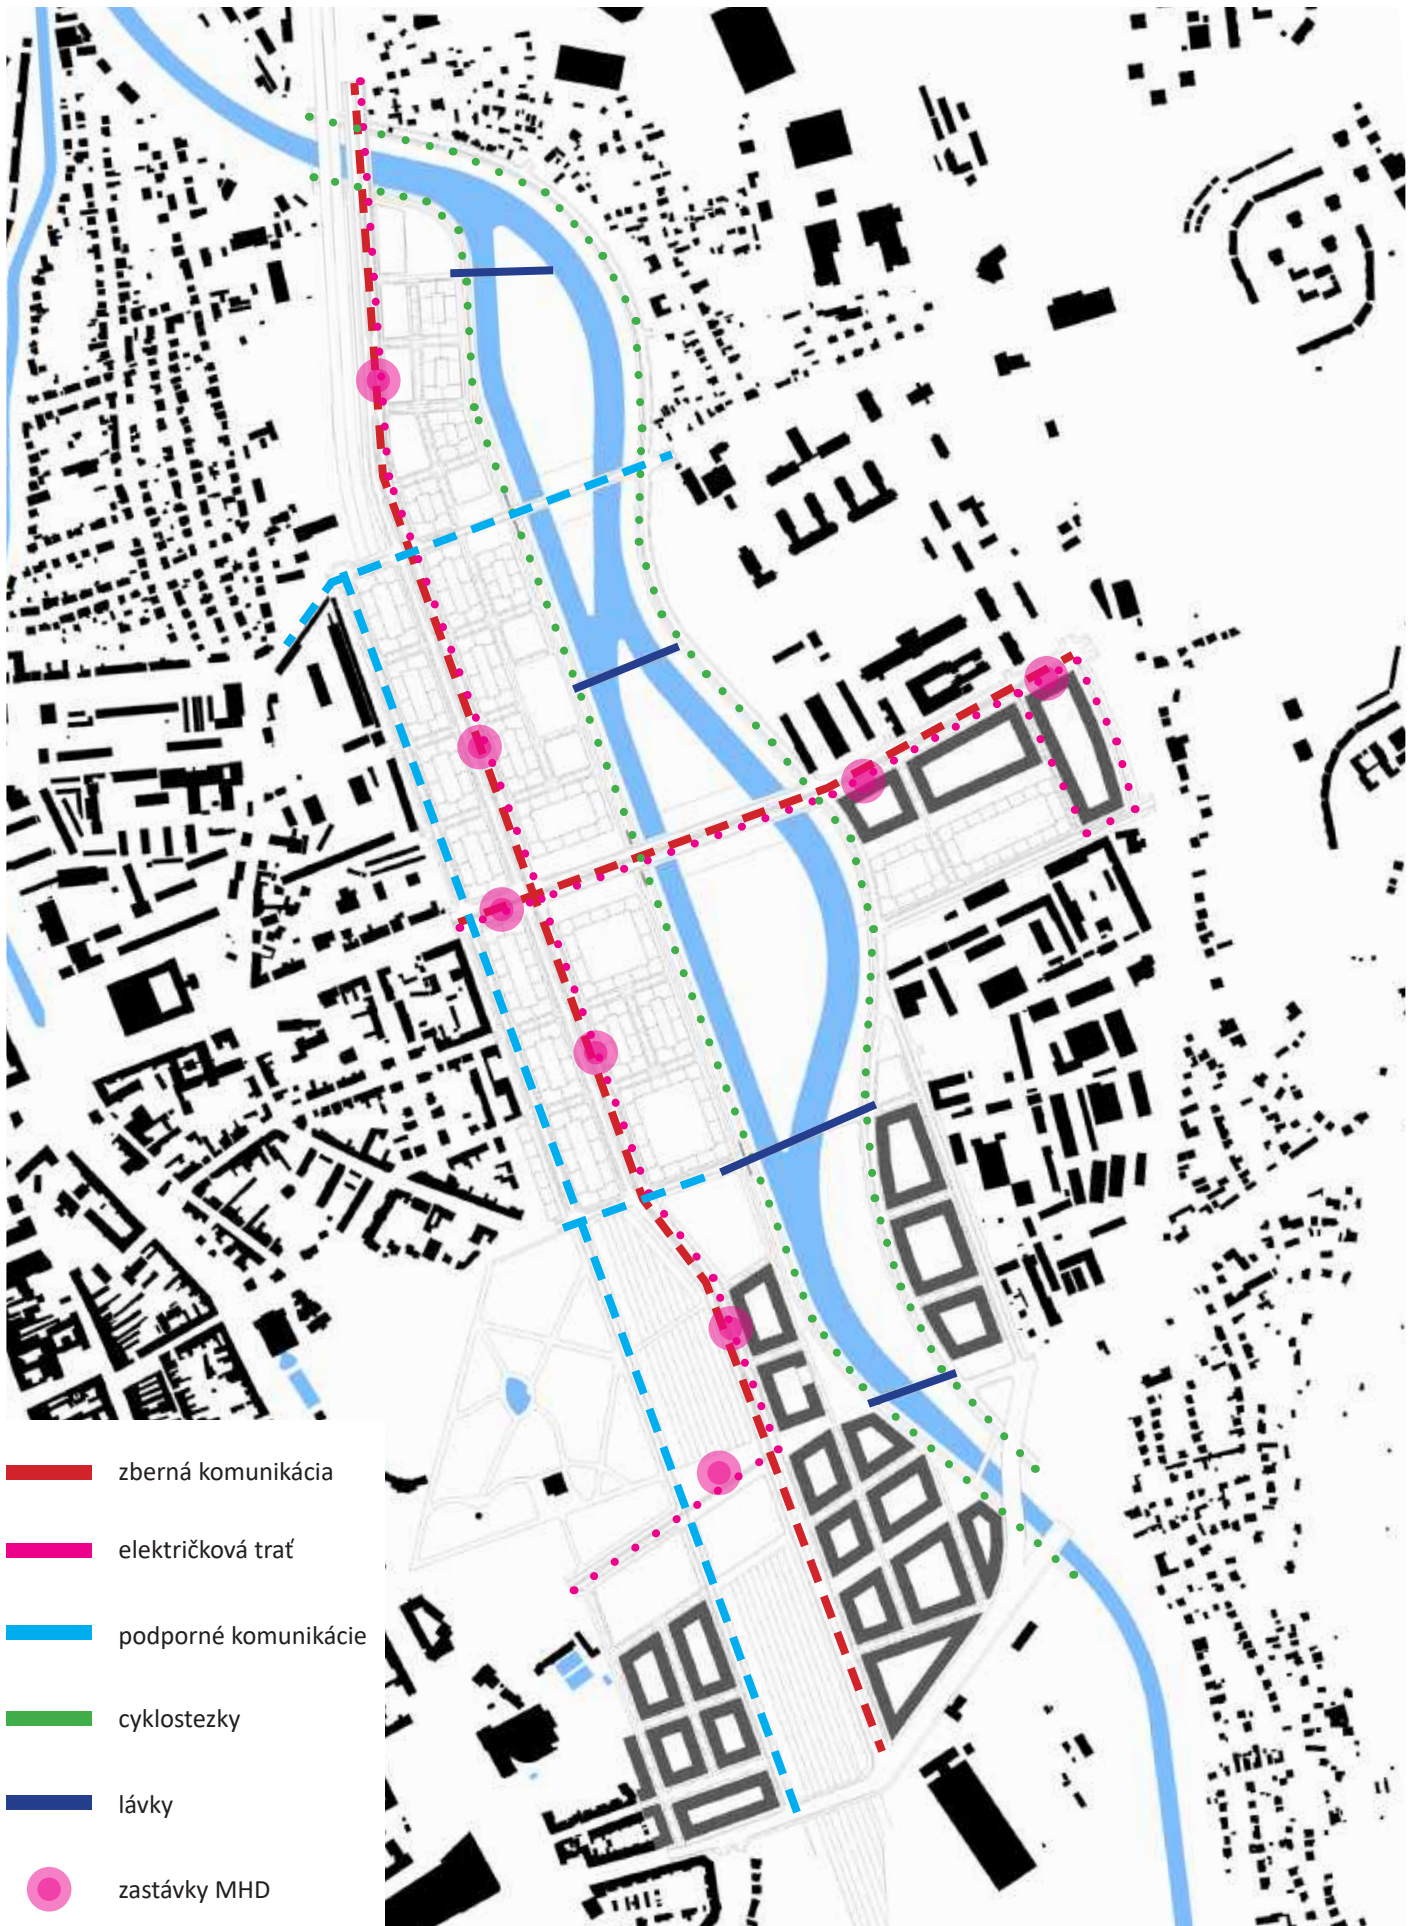 zberná komunikácia
električková trať
podporné komunikácie
cyklostezky
lávky
zastávky MHD